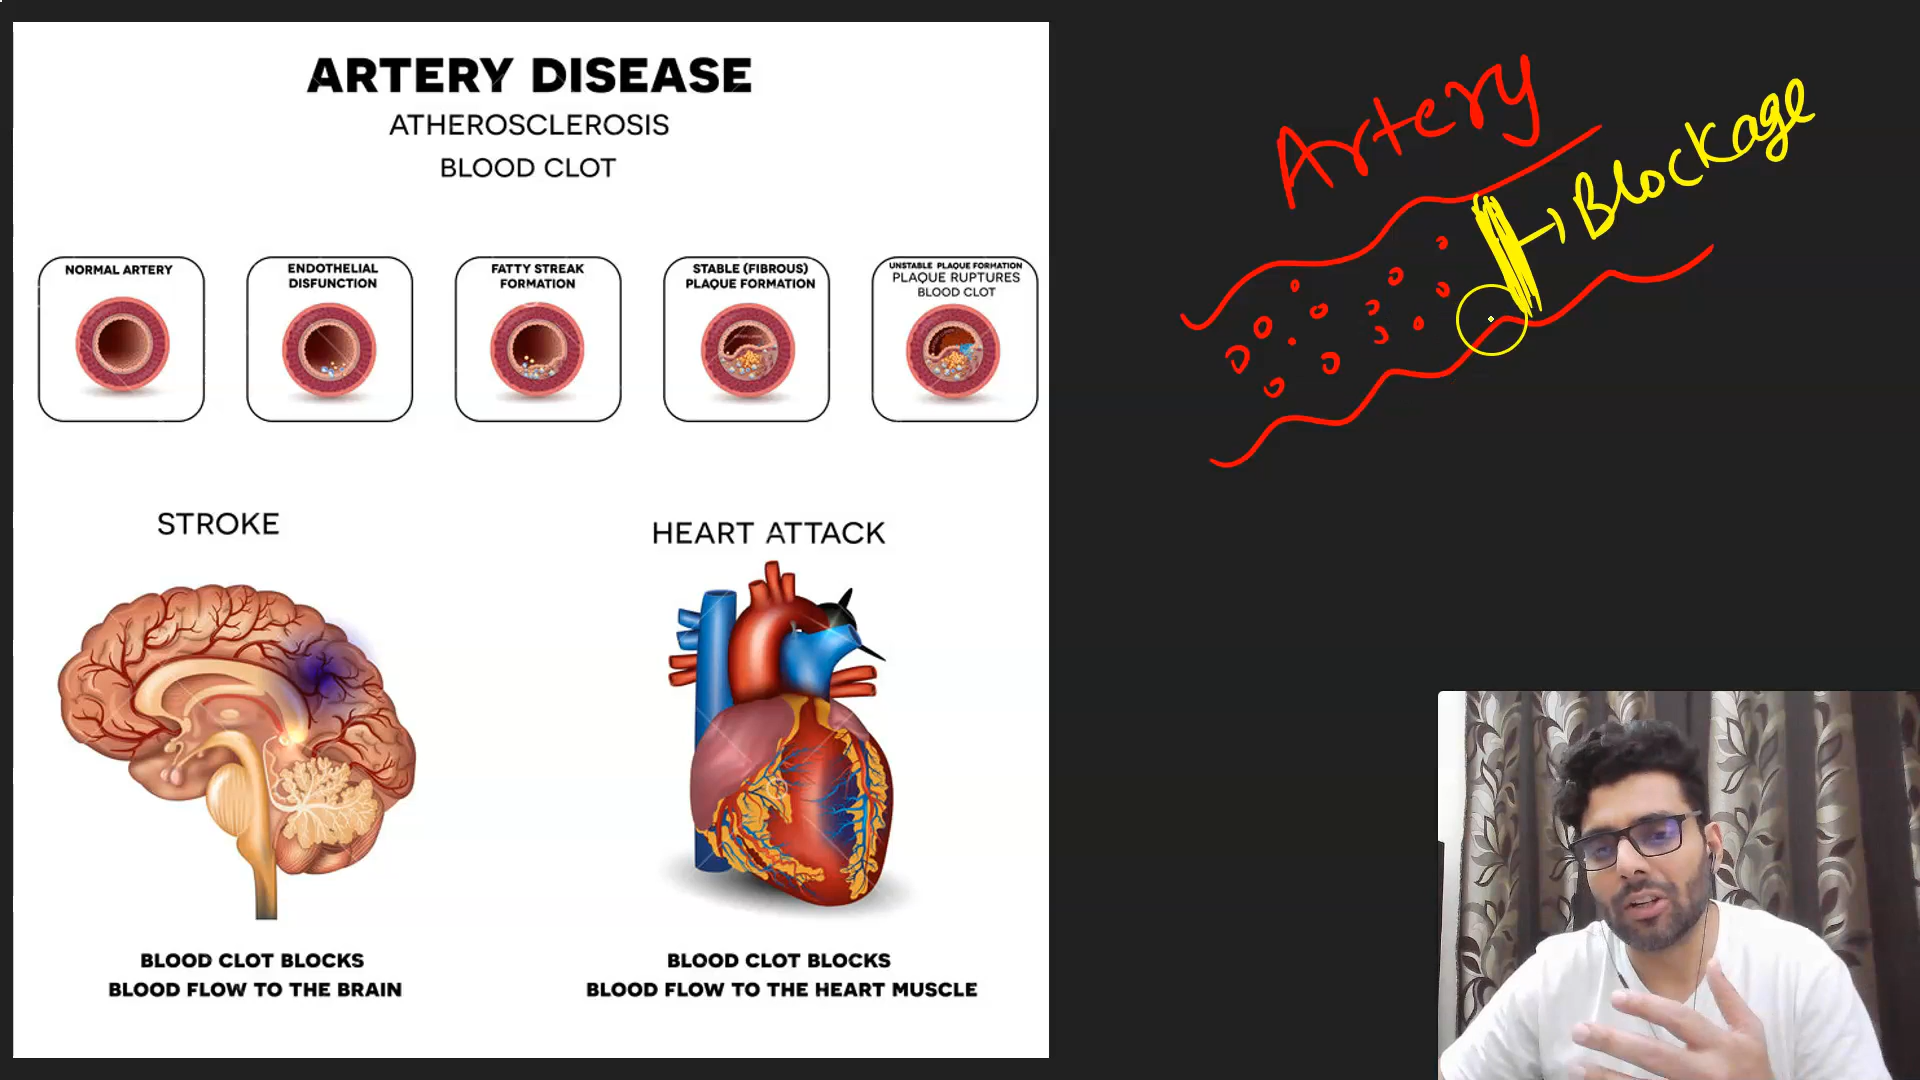 ARTERY DISEASE
ATHEROSCLEROSIS
BLOOD CLOT
NORMAL ARTERY
ENDOTHELIAL
DISFUNCTION
FATTY STREAK
FORMATION
STABLE (FIBROUS)
PLAQUE FORMATION
UNSTABLE PLAQUE FORMATION
PLAQUE RUPTURES
BLOOD CLOT
STROKE
HEART ATTACK
BLOOD CLOT BLOCKS
BLOOD FLOW TO THE BRAIN
BLOOD CLOT BLOCKS
BLOOD FLOW TO THE HEART MUSCLE
Artery
Blockage